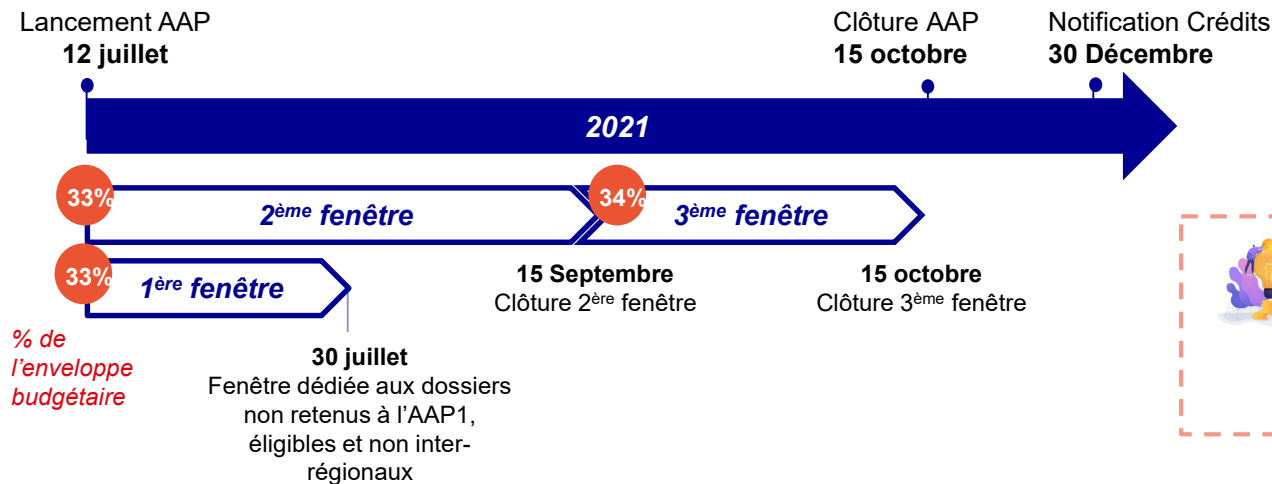 Lancement AAP
12 juillet
Clôture AAP
15 octobre
Notification Crédits
30 Décembre
2021
33%
2ème fenêtre
34%
3ème fenêtre
33%
1ère fenêtre
15 Septembre
Clôture 2ère fenêtre
15 octobre
Clôture 3ème fenêtre
% de
l’enveloppe
budgétaire
30 juillet
Fenêtre dédiée aux dossiers
non retenus à l’AAP1,
éligibles et non inter-
régionaux